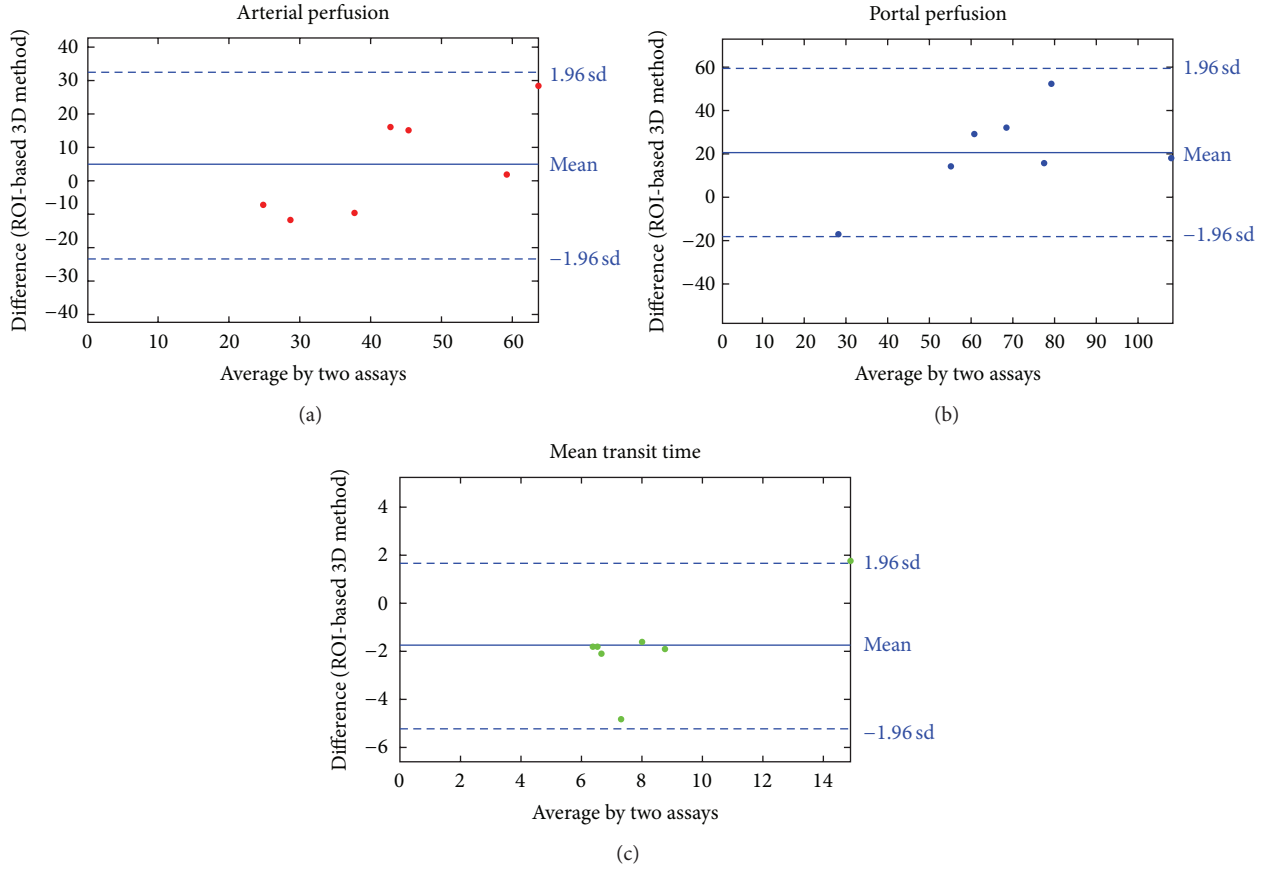 Arterial perfusion
Difference (ROI-based 3D method)
40
30
20
10
0
−10
−20
−30
−40
1.96 sd
Mean
−1.96 sd
0 10 20 30 40 50 60
Average by two assays
(a)
Portal perfusion
Difference (ROI-based 3D method)
60
40
20
0
−20
−40
1.96 sd
Mean
−1.96 sd
0 10 20 30 40 50 60 70 80 90 100
Average by two assays
(b)
Mean transit time
Difference (ROI-based 3D method)
4
2
0
−2
−4
−6
1.96 sd
Mean
−1.96 sd
0 2 4 6 8 10 12 14
Average by two assays
(c)